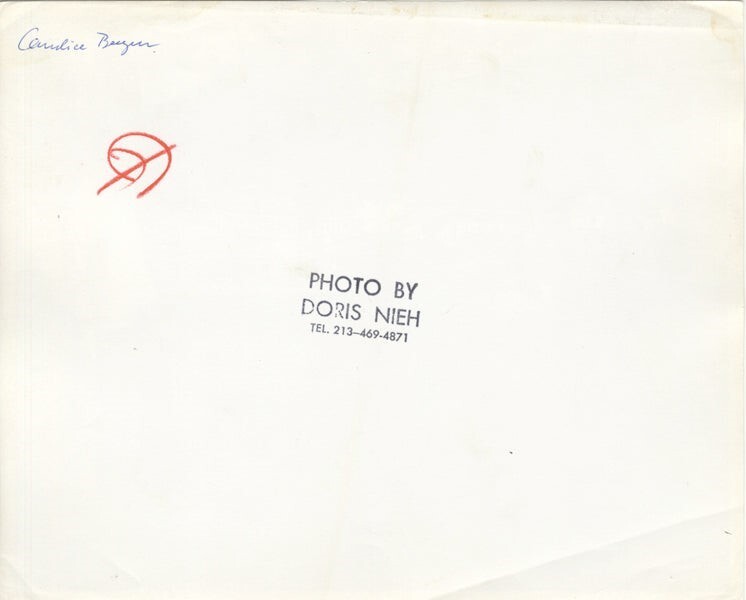 Candice Bergen
PHOTO BY
DORIS NIEH
TEL. 213-469-4871